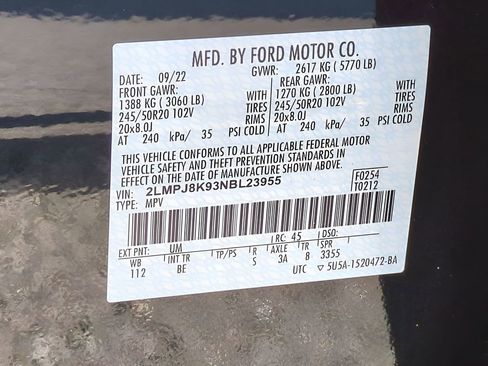 MFD. BY FORD MOTOR CO.
DATE: 09/22 GVWR: 2617 KG ( 5770 LB)
FRONT GAWR: REAR GAWR:
1388 KG ( 3060 LB) WITH 1270 KG ( 2800 LB) WITH
245/50R20 102V TIRES 245/50R20 102V TIRES
20x8.0J RIMS 20x8.0J RIMS
AT 240 kPa/ 35 PSI COLD AT 240 kPa/ 35 PSI COLD
THIS VEHICLE CONFORMS TO ALL APPLICABLE FEDERAL MOTOR
VEHICLE SAFETY AND THEFT PREVENTION STANDARDS IN
EFFECT ON THE DATE OF MANUFACTURE SHOWN ABOVE.
VIN: 2LMPJ8K93NBL23955 F0254
TYPE: MPV T0212
EXT PNT: UM RC: 45 DSO:
WB INT TR TP/PS R AXLE TR SPR
112 BE S 3A 8 3355
UTC ▽ 5U5A-1520472-BA